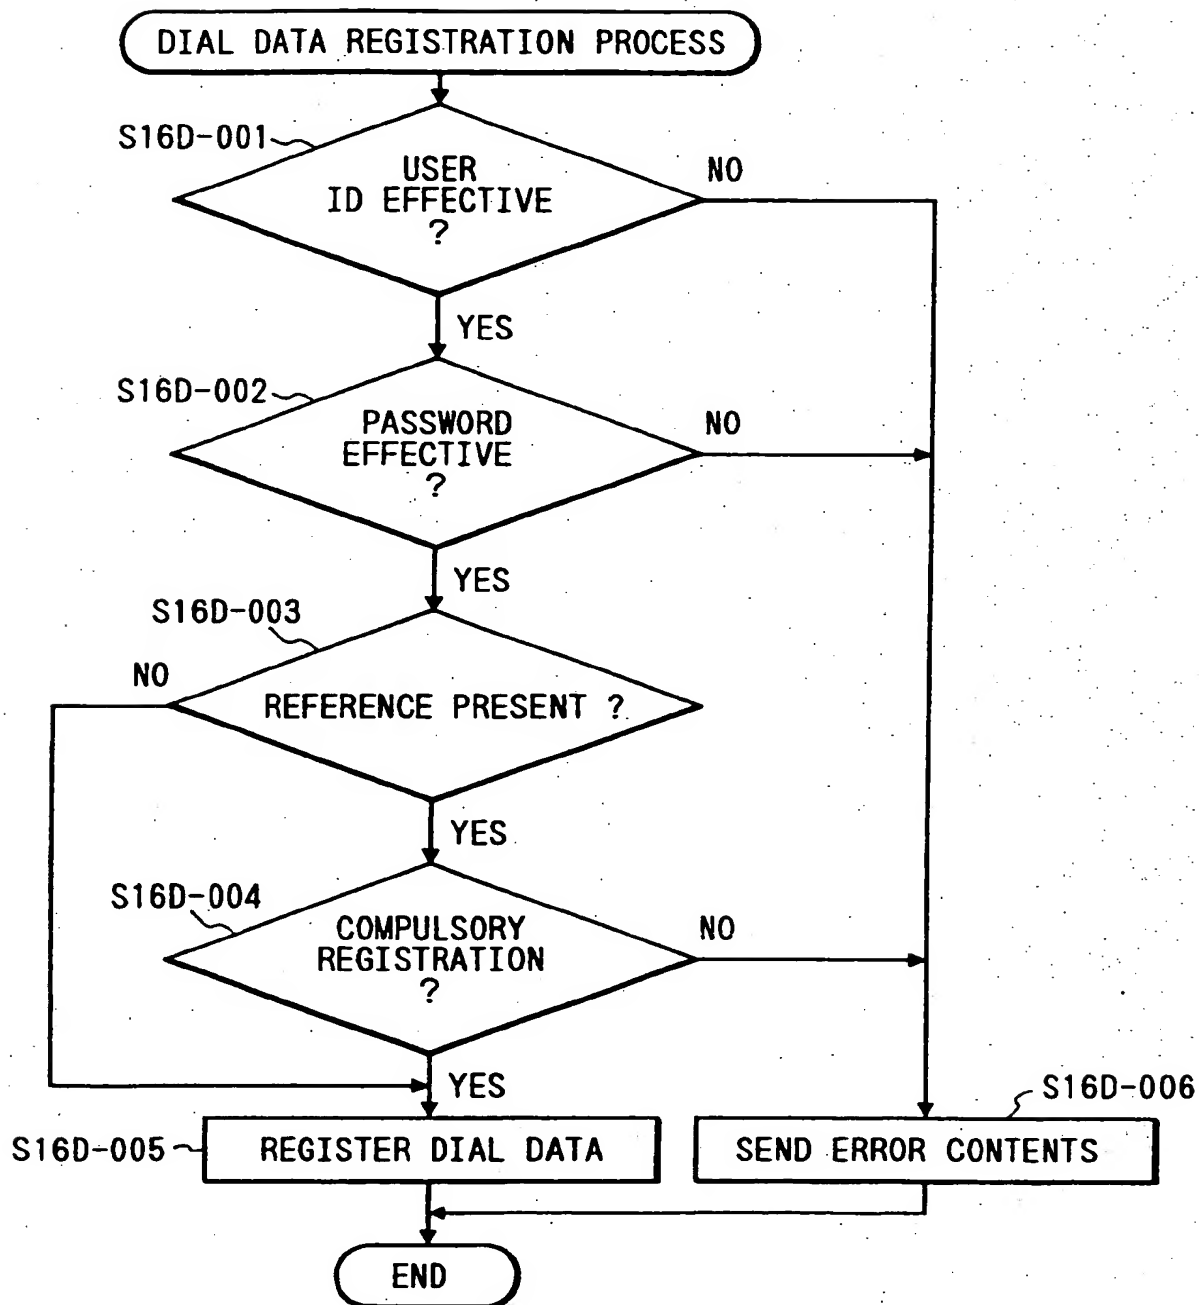 DIAL DATA REGISTRATION PROCESS
S16D-001
USER
ID EFFECTIVE
?
NO
YES
S16D-002
PASSWORD
EFFECTIVE
?
NO
YES
S16D-003
NO
REFERENCE PRESENT ?
YES
S16D-004
COMPULSORY
REGISTRATION
?
NO
YES
S16D-006
S16D-005
REGISTER DIAL DATA
SEND ERROR CONTENTS
END